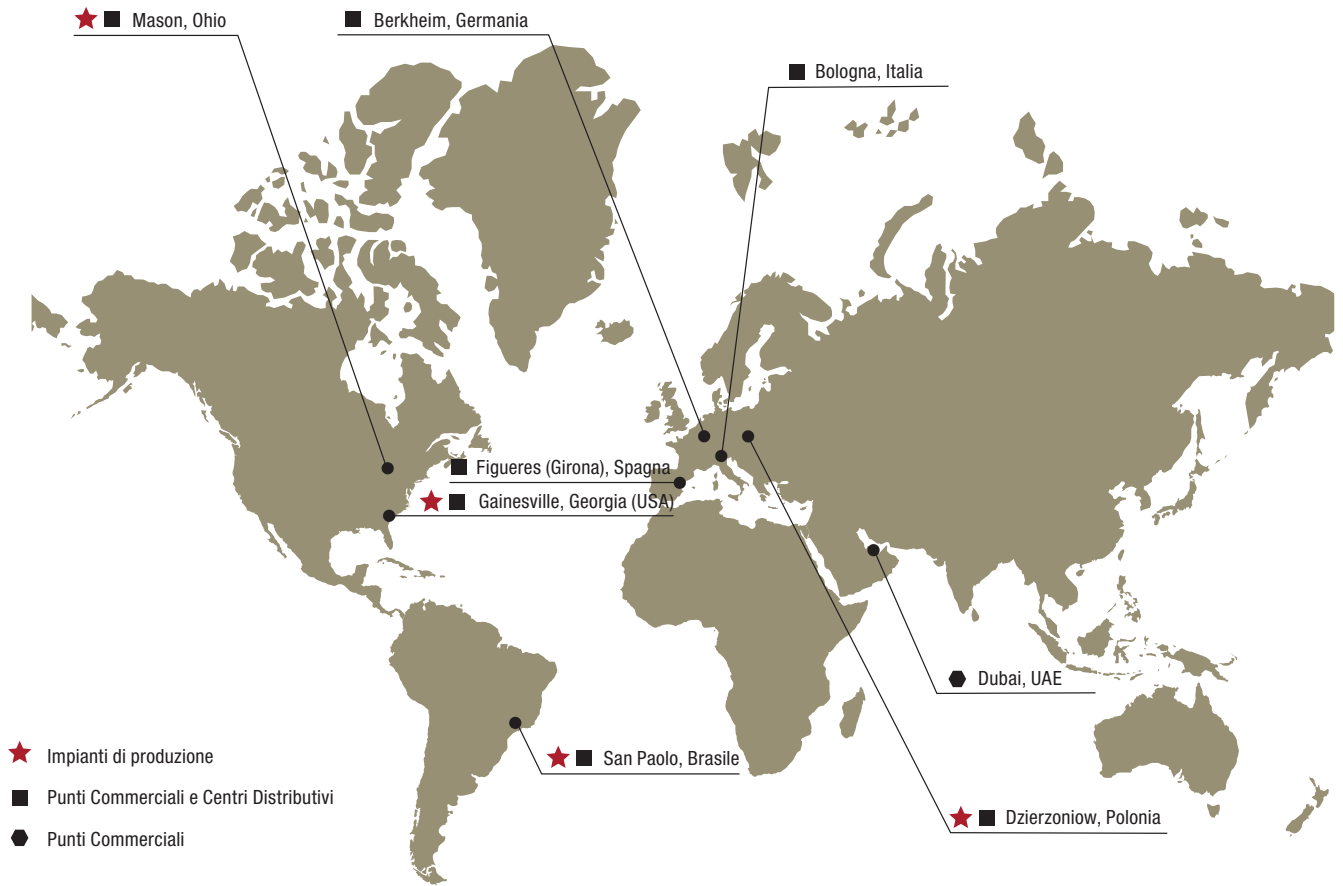 Mason, Ohio
Berkheim, Germania
Bologna, Italia
Figueres (Girona), Spagna
Gainesville, Georgia (USA)
Dubai, UAE
San Paolo, Brasile
Dzierzoniow, Polonia
Impianti di produzione
Punti Commerciali e Centri Distributivi
Punti Commerciali